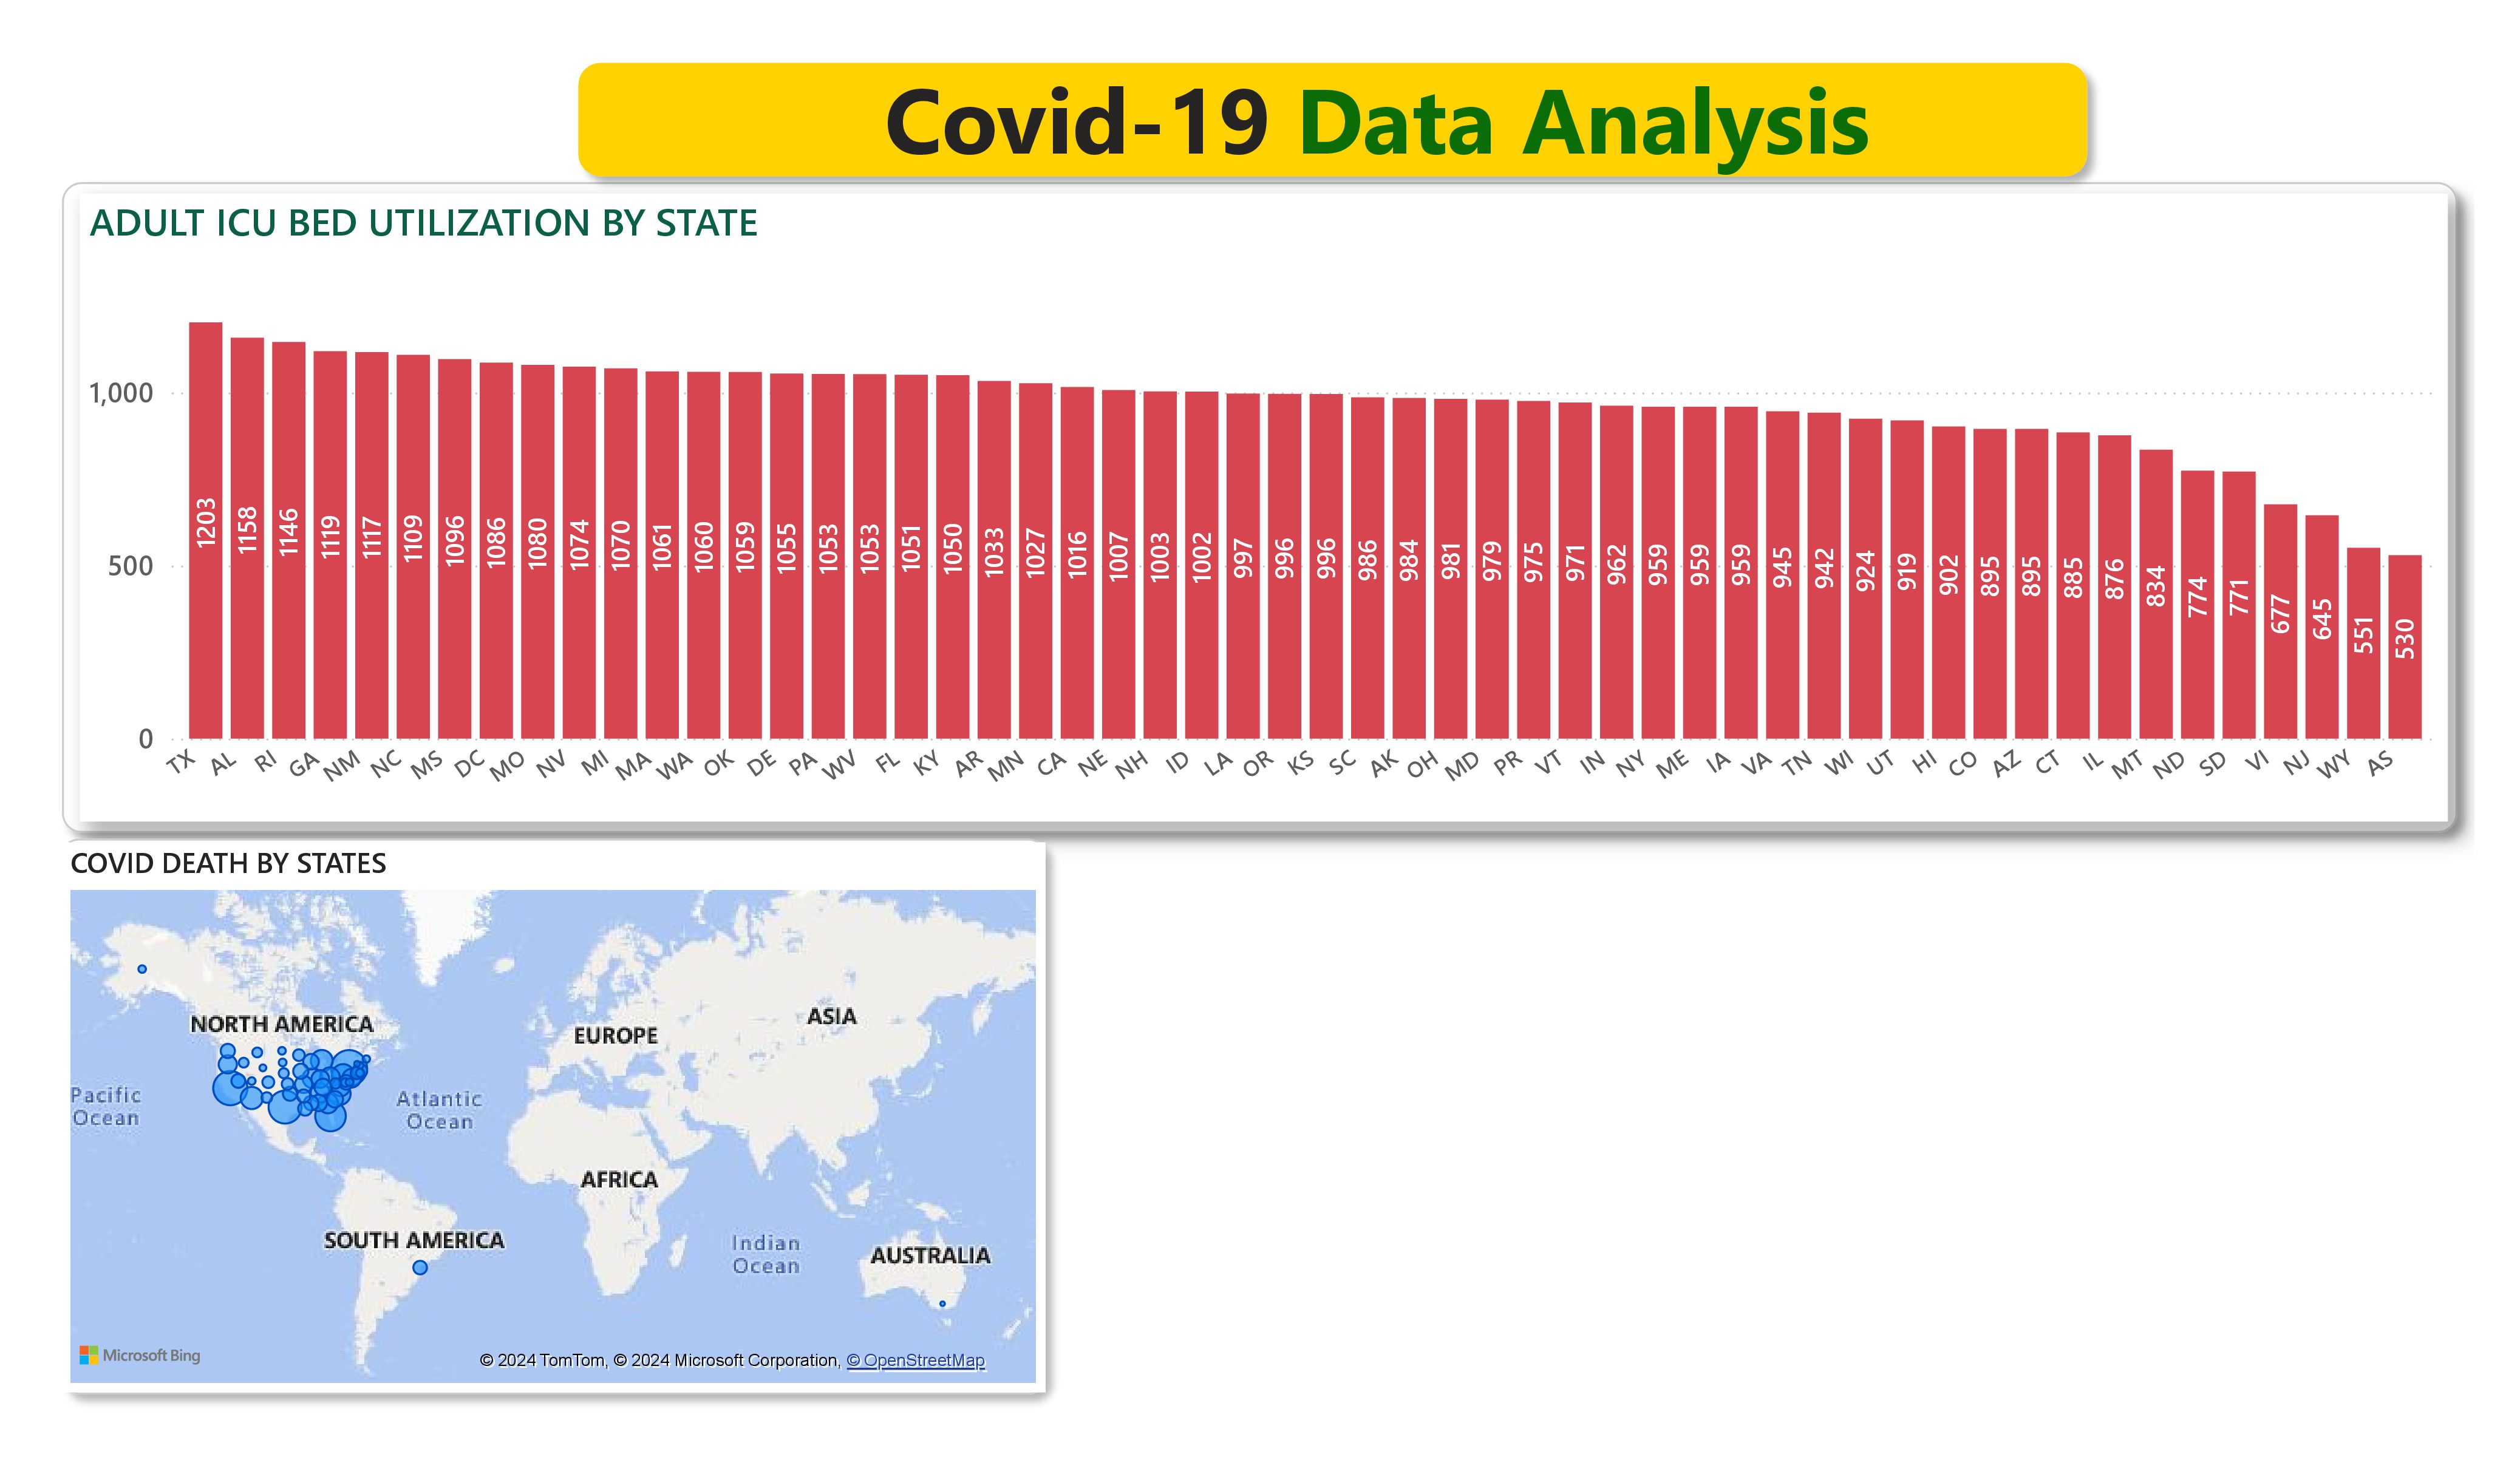 Covid-19 Data Analysis
ADULT ICU BED UTILIZATION BY STATE
1,000
500
0
1203 1158 1146 1119 1117 1109 1096 1086 1080 1074 1070 1061 1060 1059 1055 1053 1053 1051 1050 1033 1027 1016 1007 1003 1002 997 996 996 986 984 981 979 975 971 962 959 959 959 945 942 924 919 902 895 895 885 876 834 774 771 677 645 551 530
TX AL RI GA NM NC MS DC MO NV MI MA WA OK DE PA WV FL KY AR MN CA NE NH ID LA OR KS SC AK OH MD PR VT IN NY ME IA VA TN WI UT HI CO AZ CT IL MT ND SD VI NJ WY AS
COVID DEATH BY STATES
NORTH AMERICA
EUROPE
ASIA
Pacific
Ocean
Atlantic
Ocean
AFRICA
SOUTH AMERICA
Indian
Ocean
AUSTRALIA
Microsoft Bing
© 2024 TomTom, © 2024 Microsoft Corporation, © OpenStreetMap